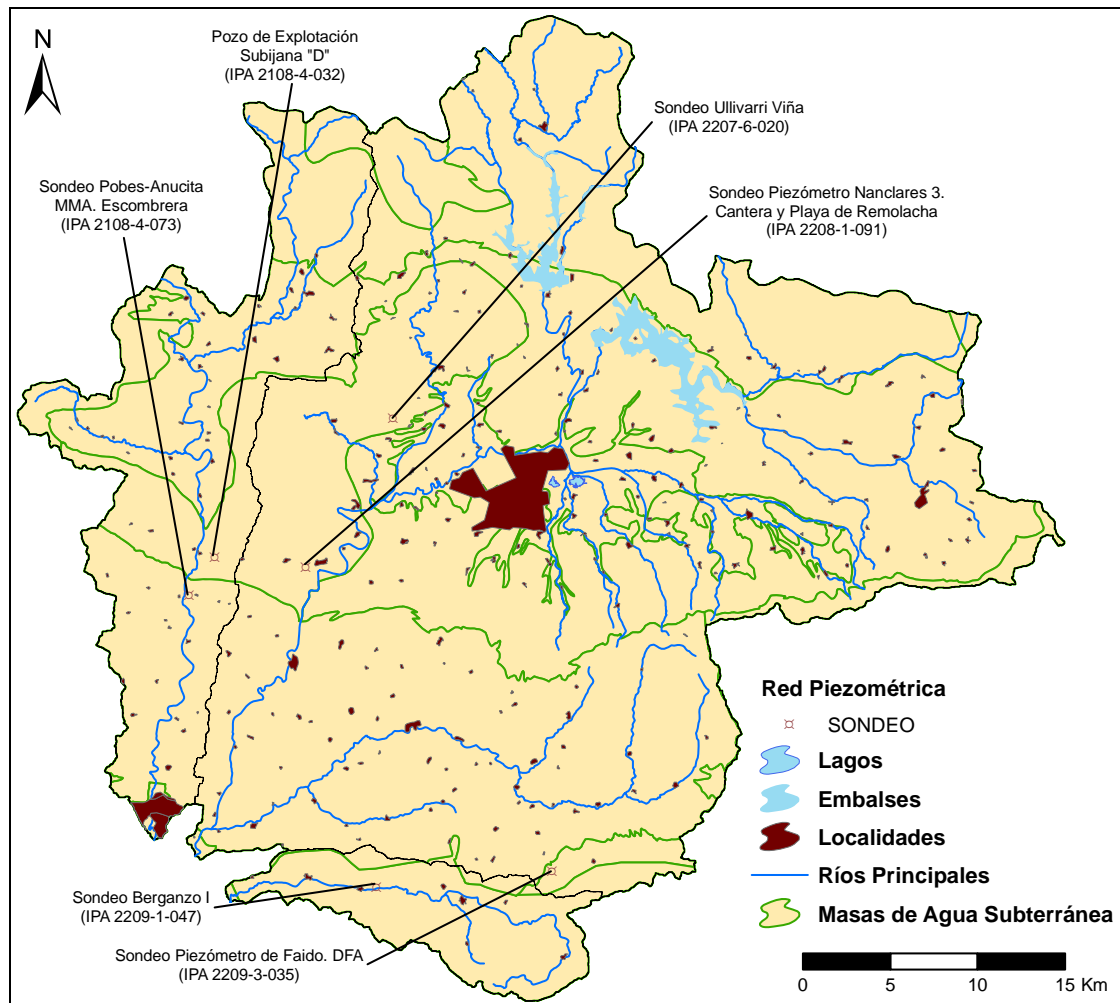 N
Pozo de Explotación
Subijana "D"
(IPA 2108-4-032)
Sondeo Ullivarri Viña
(IPA 2207-6-020)
Sondeo Pobes-Anucita
MMA. Escombrera
(IPA 2108-4-073)
Sondeo Piezómetro Nanclares 3.
Cantera y Playa de Remolacha
(IPA 2208-1-091)
Red Piezométrica
SONDEO
Lagos
Embalses
Localidades
Ríos Principales
Masas de Agua Subterránea
Sondeo Berganzo I
(IPA 2209-1-047)
Sondeo Piezómetro de Faido. DFA
(IPA 2209-3-035)
0 5 10 15 Km